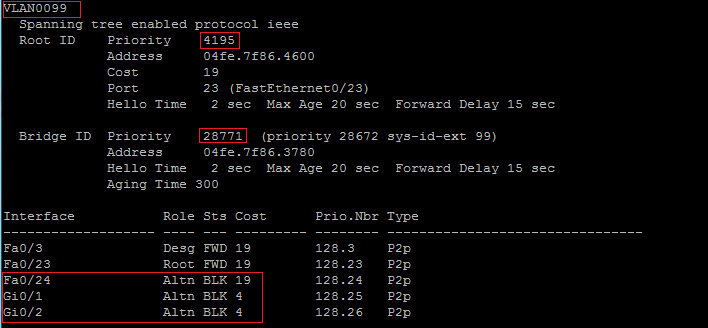 VLAN0099
Spanning tree enabled protocol ieee
Root ID Priority 4195
Address 04fe.7f86.4600
Cost 19
Port 23 (FastEthernet0/23)
Hello Time 2 sec Max Age 20 sec Forward Delay 15 sec
Bridge ID Priority 28771 (priority 28672 sys-id-ext 99)
Address 04fe.7f86.3780
Hello Time 2 sec Max Age 20 sec Forward Delay 15 sec
Aging Time 300
Interface Role Sts Cost Prio.Nbr Type
------------------- ---- --- --------- -------- --------------------------------
Fa0/3 Desg FWD 19 128.3 P2p
Fa0/23 Root FWD 19 128.23 P2p
Fa0/24 Altn BLK 19 128.24 P2p
Gi0/1 Altn BLK 4 128.25 P2p
Gi0/2 Altn BLK 4 128.26 P2p